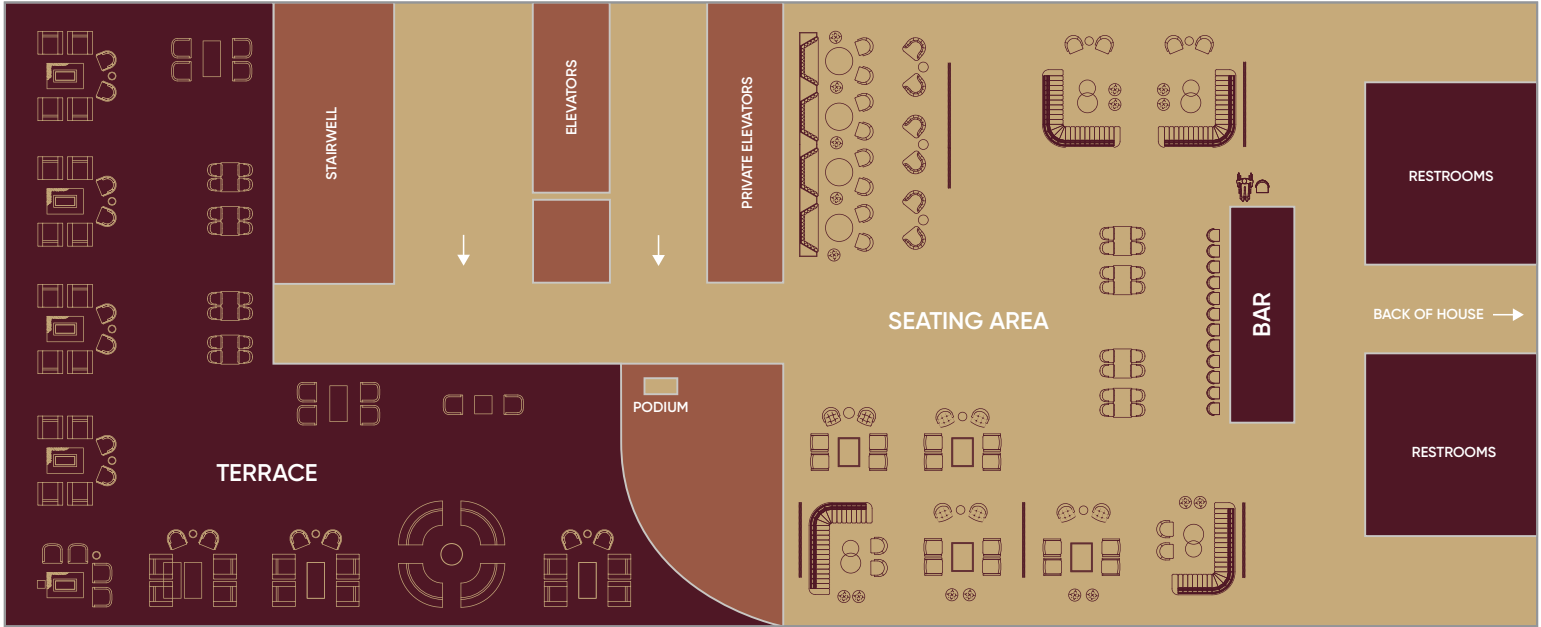 STAIRWELL
ELEVATORS
PRIVATE ELEVATORS
RESTROOMS
SEATING AREA
BAR
BACK OF HOUSE
PODIUM
TERRACE
RESTROOMS